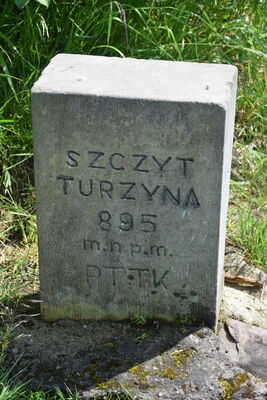 SZCZYT
TURZYNA
895
m.n.p.m.
PTTK